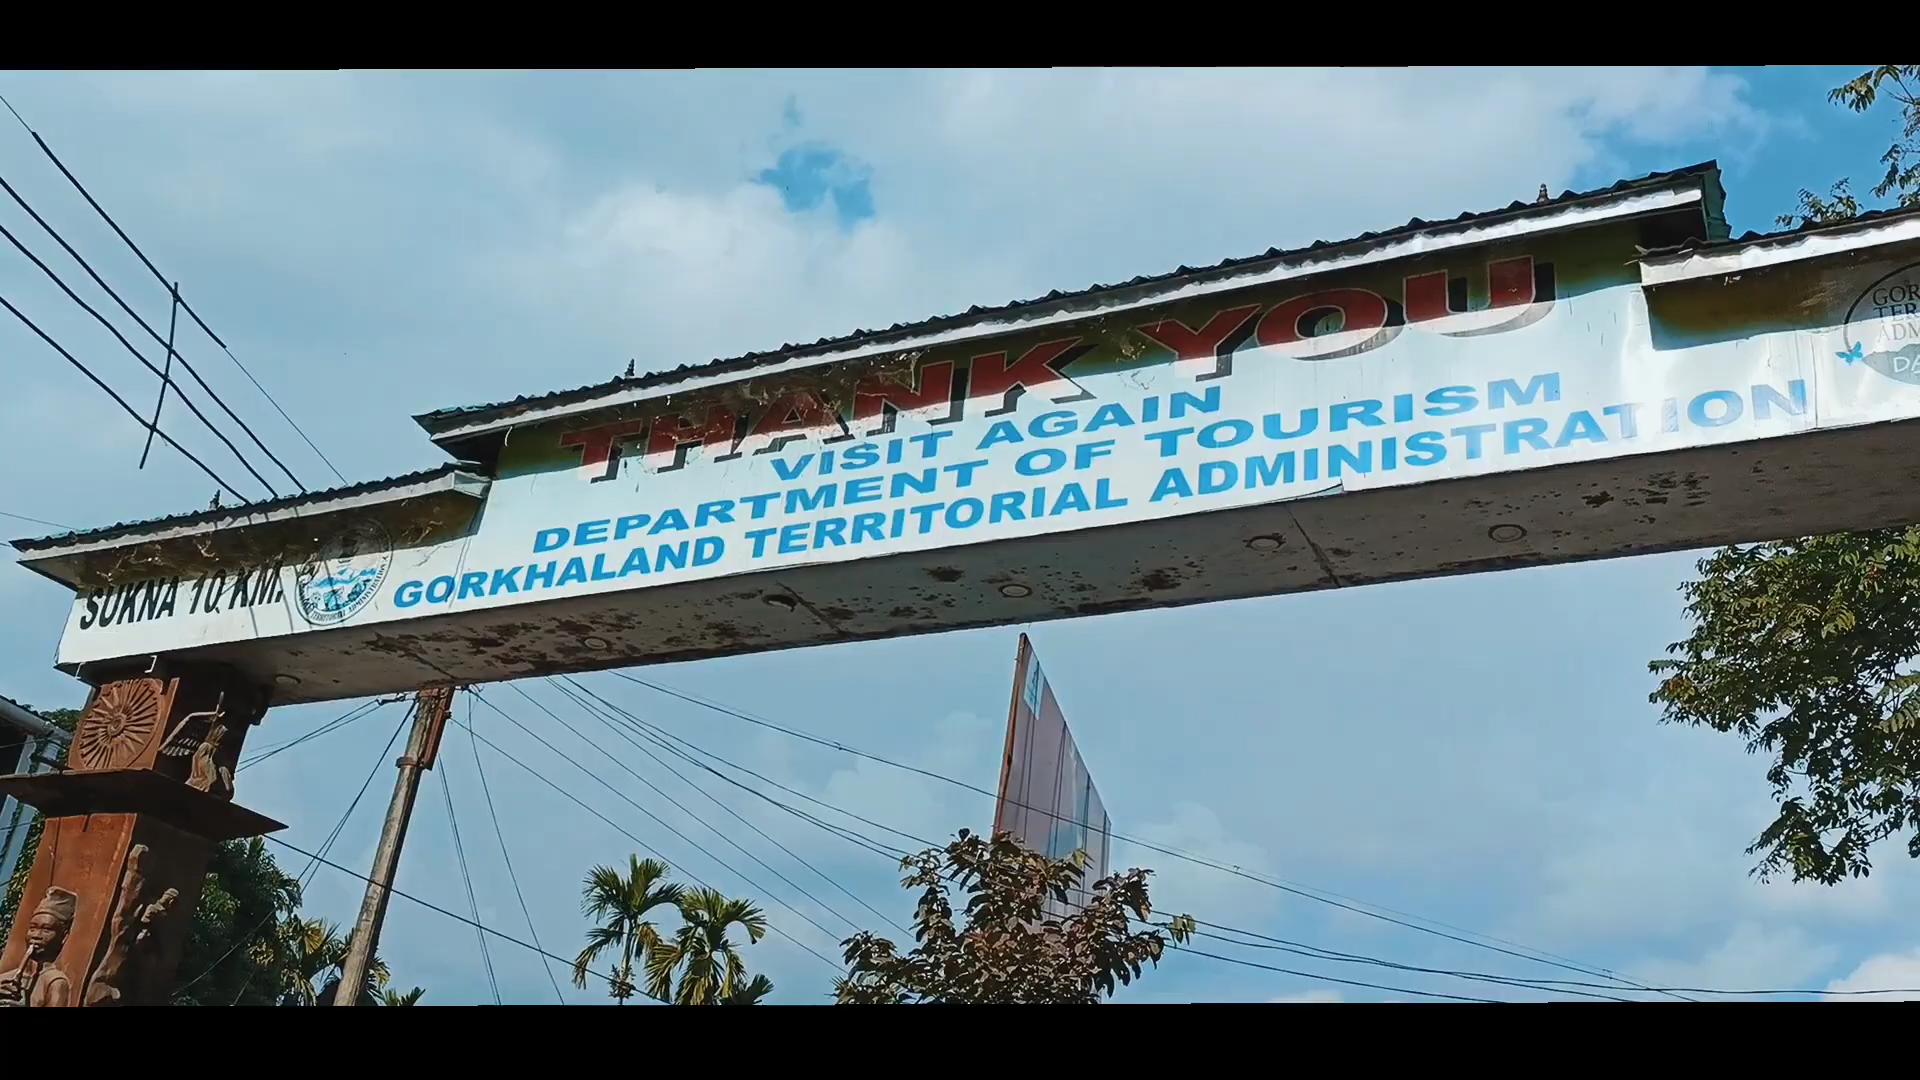 THANK YOU
VISIT AGAIN
DEPARTMENT OF TOURISM
GORKHALAND TERRITORIAL ADMINISTRATION
SUKNA 10 KM.